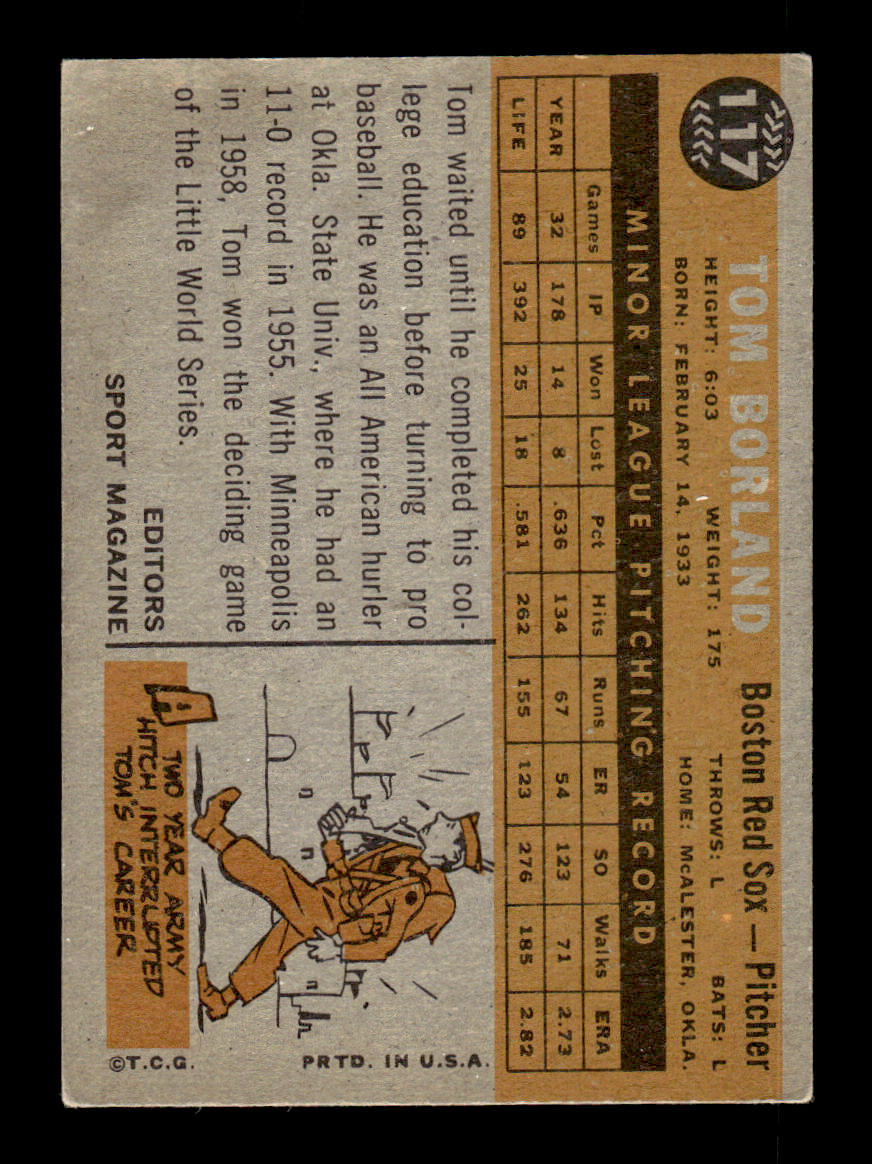 117
TOM BORLAND Boston Red Sox — Pitcher
HEIGHT: 6:03 WEIGHT: 175 THROWS: L BATS: L
BORN: FEBRUARY 14, 1933 HOME: McALESTER, OKLA.
MINOR LEAGUE PITCHING RECORD
Games IP Won Lost Pct Hits Runs ER SO Walks ERA
YEAR 32 178 14 8 .636 134 67 54 123 71 2.73
LIFE 89 392 25 18 .581 262 155 123 276 185 2.82
Tom waited until he completed his col-
lege education before turning to pro
baseball. He was an All American hurler
at Okla. State Univ., where he had an
11-0 record in 1955. With Minneapolis
in 1958, Tom won the deciding game
of the Little World Series.
EDITORS
SPORT MAGAZINE
TWO YEAR ARMY
HITCH INTERRUPTED
TOM'S CAREER
PRTD. IN U.S.A.
©T.C.G.